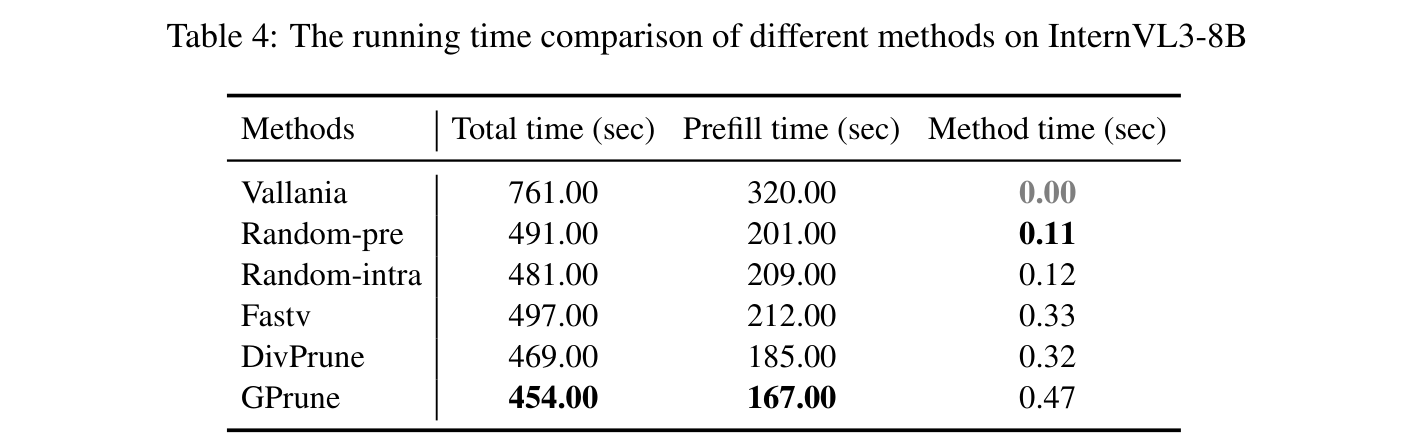 Table 4: The running time comparison of different methods on InternVL3-8B
Methods Total time (sec) Prefill time (sec) Method time (sec)
Vallania 761.00 320.00 0.00
Random-pre 491.00 201.00 0.11
Random-intra 481.00 209.00 0.12
Fastv 497.00 212.00 0.33
DivPrune 469.00 185.00 0.32
GPrune 454.00 167.00 0.47